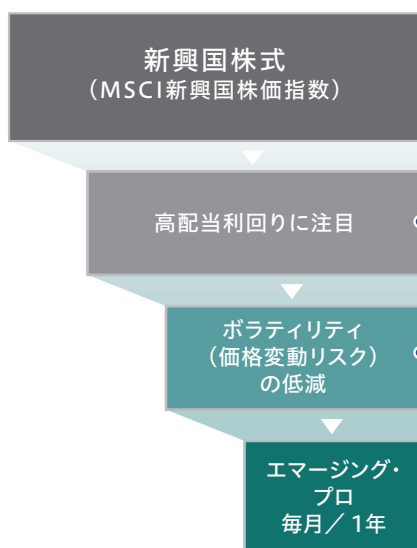 新興国株式
（MSCI新興国株価指数）
高配当利回りに注目
ボラティリティ
（価格変動リスク）
の低減
エマージング・
プロ
毎月／1年